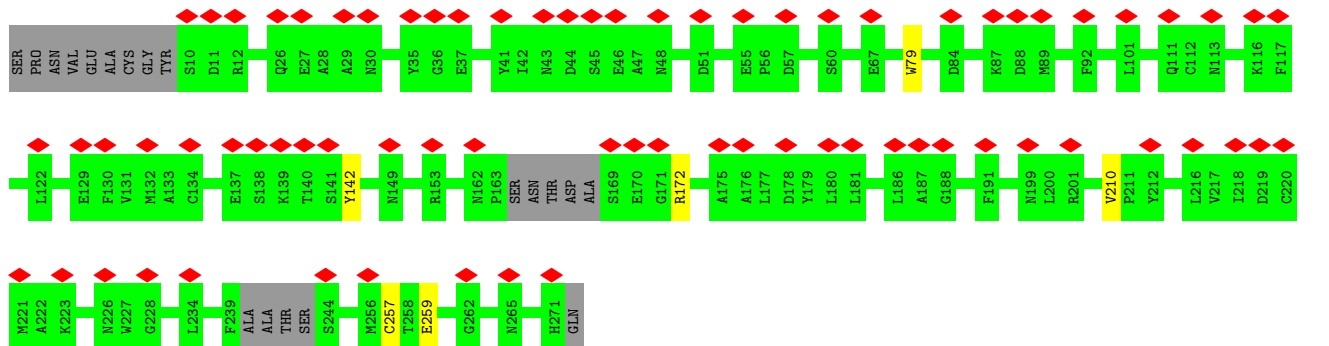 SER PRO ASN VAL GLU ALA CYS GLY TYR S10 D11 R12 Q26 E27 A28 A29 N30 Y35 G36 E37 Y41 I42 N43 D44 S45 E46 A47 N48 D51 E55 P56 D57 S60 E67 W79 D84 K87 D88 M89 F92 L101 Q111 C112 N113 K116 F117
L122 E129 F130 V131 M132 A133 C134 E137 S138 K139 T140 S141 Y142 N149 R153 N162 P163 SER ASN THR ASP ALA S169 E170 G171 R172 A175 A176 L177 D178 Y179 L180 L181 L186 A187 G188 F191 N199 L200 R201 V210 P211 Y212 L216 V217 I218 D219 C220
M221 A222 K223 N226 W227 G228 L234 F239 ALA ALA THR SER S244 M256 C257 T258 E259 G262 N265 H271 GLN